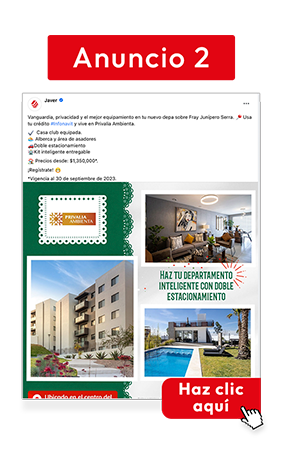 Anuncio 2
Javer
Vanguardia, privacidad y el mejor equipamiento en tu nuevo depa sobre Fray Junípero Serra. 📍Usa
tu crédito #Infonavit y vive en Privalia Ambienta.
✔ Casa club equipada.
Alberca y área de asadores
🚗Doble estacionamiento
Kit inteligente entregable
Precios desde: $1,350,000*.
¡Regístrate!
*Vigencia al 30 de septiembre de 2023.
PRIVALIA
AMBIENTA
HAZ TU DEPARTAMENTO
INTELIGENTE CON DOBLE
ESTACIONAMIENTO
Ubicado en el centro del
Haz clic
aquí